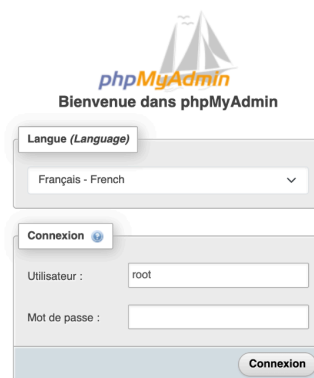 phpMyAdmin
Bienvenue dans phpMyAdmin
Langue (Language)
Français - French
Connexion
Utilisateur :
root
Mot de passe :
Connexion